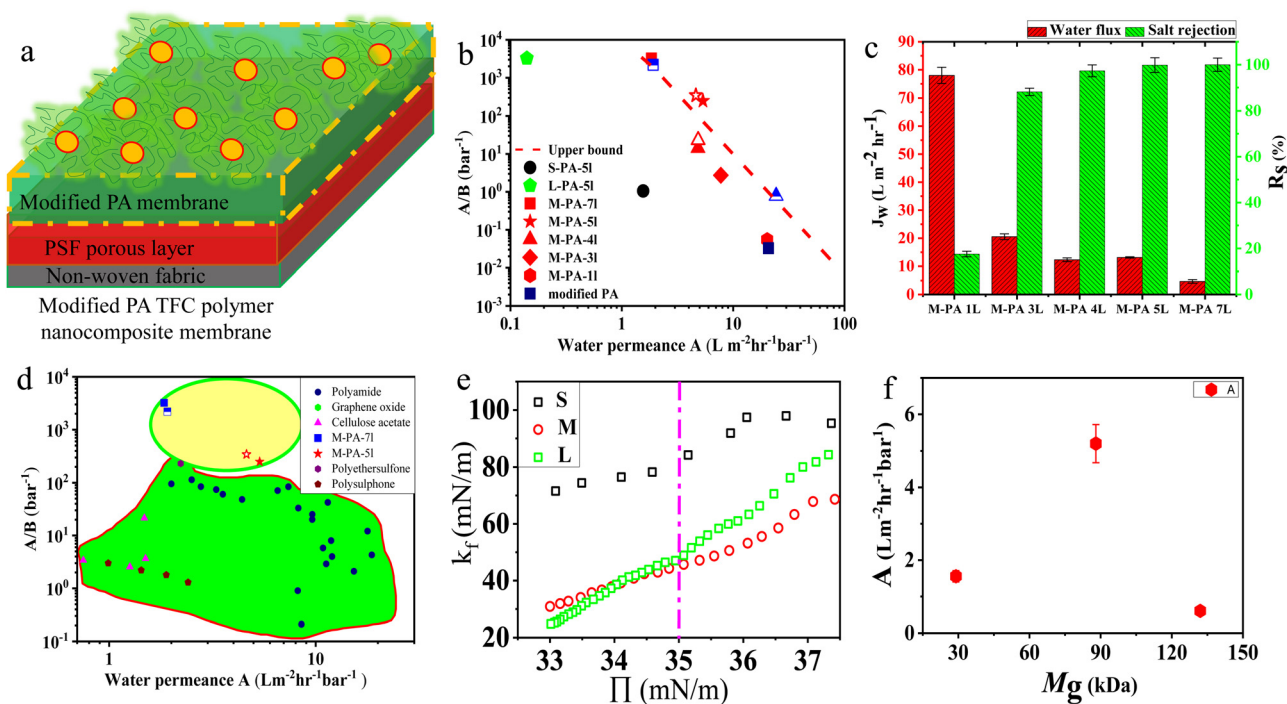 a
Modified PA membrane
PSF porous layer
Non-woven fabric
Modified PA TFC polymer
nanocomposite membrane
b
10⁴
10³
10²
10¹
10⁰
10⁻¹
10⁻²
10⁻³
A/B (bar⁻¹)
Upper bound
S-PA-5l
L-PA-5l
M-PA-7l
M-PA-5l
M-PA-4l
M-PA-3l
M-PA-1l
modified PA
0.1 1 10 100
Water permeance A (L m⁻²hr⁻¹bar⁻¹)
c
Water flux Salt rejection
90
80
70
60
50
40
30
20
10
0
J_w (L m⁻² hr⁻¹)
100
80
60
40
20
0
R_s (%)
M-PA 1L M-PA 3L M-PA 4L M-PA 5L M-PA 7L
d
10⁴
10³
10²
10¹
10⁰
10⁻¹
A/B (bar⁻¹)
Polyamide
Graphene oxide
Cellulose acetate
M-PA-7l
M-PA-5l
Polyethersulfone
Polysulphone
1 10
Water permeance A (Lm⁻²hr⁻¹bar⁻¹)
e
S
M
L
100
80
60
40
20
k_f (mN/m)
33 34 35 36 37
Π (mN/m)
f
A
6
4
2
0
A (Lm⁻²hr⁻¹bar⁻¹)
30 60 90 120 150
Mg (kDa)